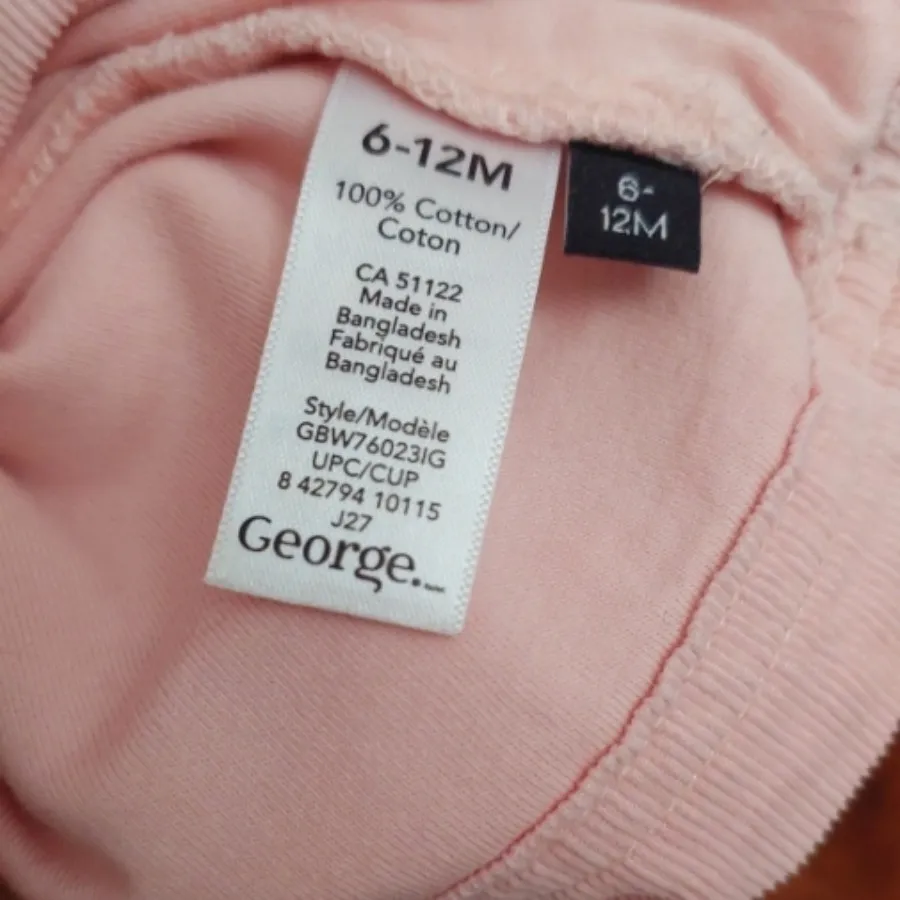 6-12M
100% Cotton/
Coton
CA 51122
Made in
Bangladesh
Fabriqué au
Bangladesh
Style/Modèle
GBW76023IG
UPC/CUP
8 42794 10115
J27
George.
6-
12M